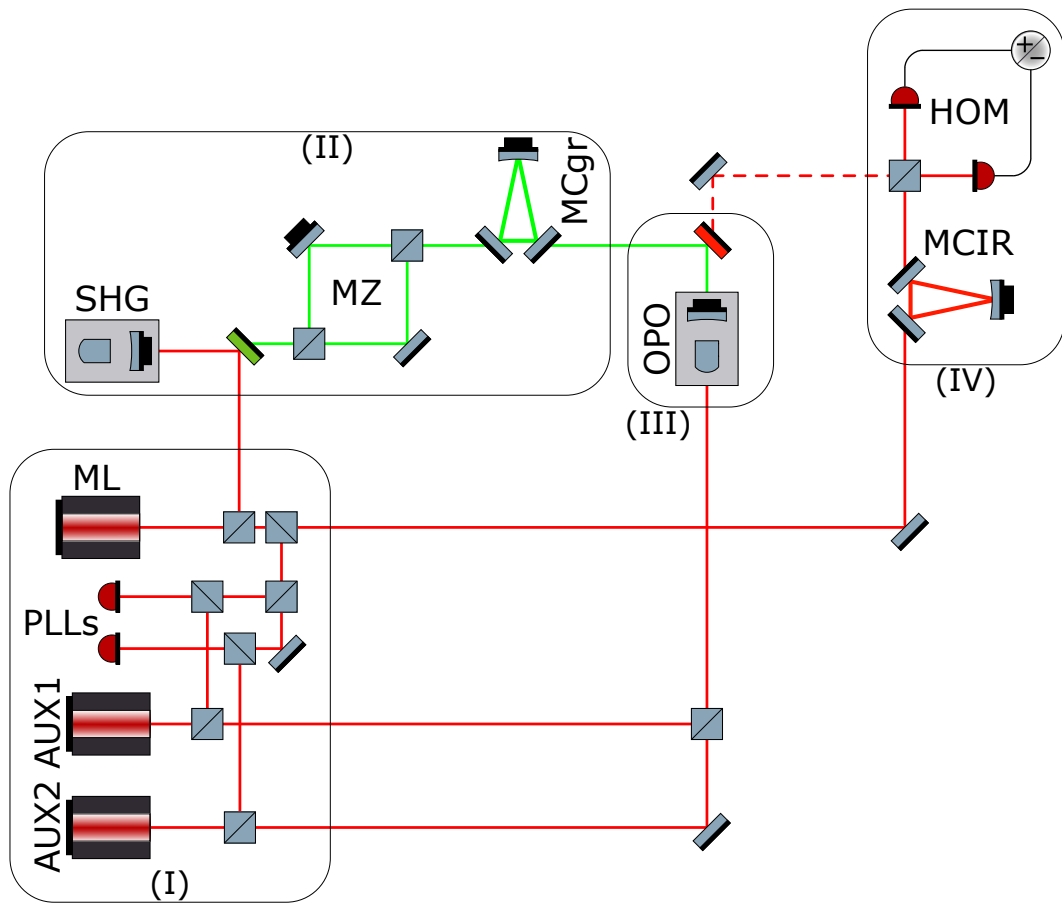 +
−
HOM
(II)
MCgr
MCIR
MZ
SHG
OPO
(IV)
(III)
ML
PLLs
AUX1
AUX2
(I)